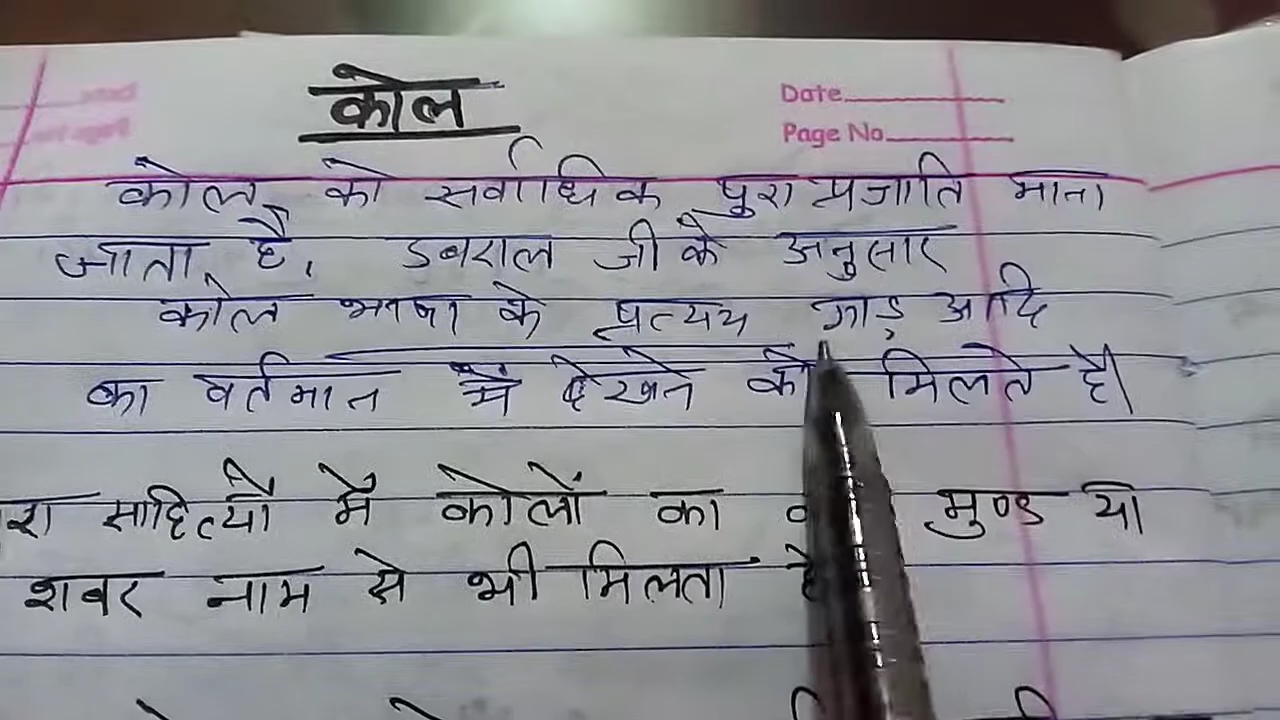 कोल
Date
Page No
कोल को सर्वाधिक पुरा प्रजाति माना
जाता है, डबराल जी के अनुसार
कोल भाषा के प्रत्यय गाड़ आदि
का वर्तमान में देखने को मिलते है।
साहित्यों में कोलों का मुण्ड या
शबर नाम से भी मिलता है